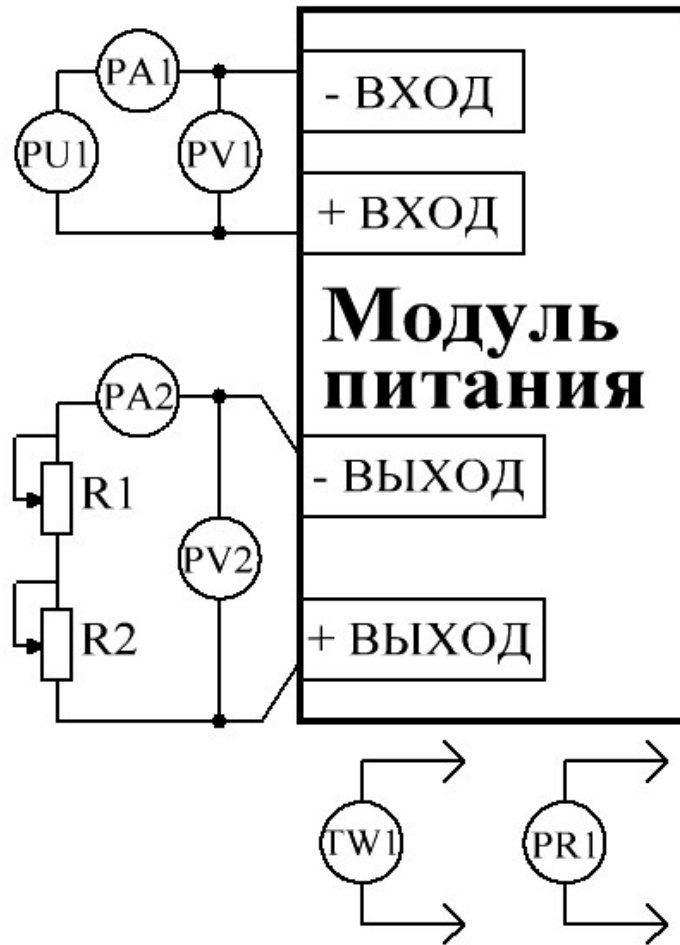 PA1
- ВХОД
PU1
PV1
+ ВХОД
Модуль
питания
PA2
- ВЫХОД
R1
PV2
R2
+ ВЫХОД
TW1
PR1